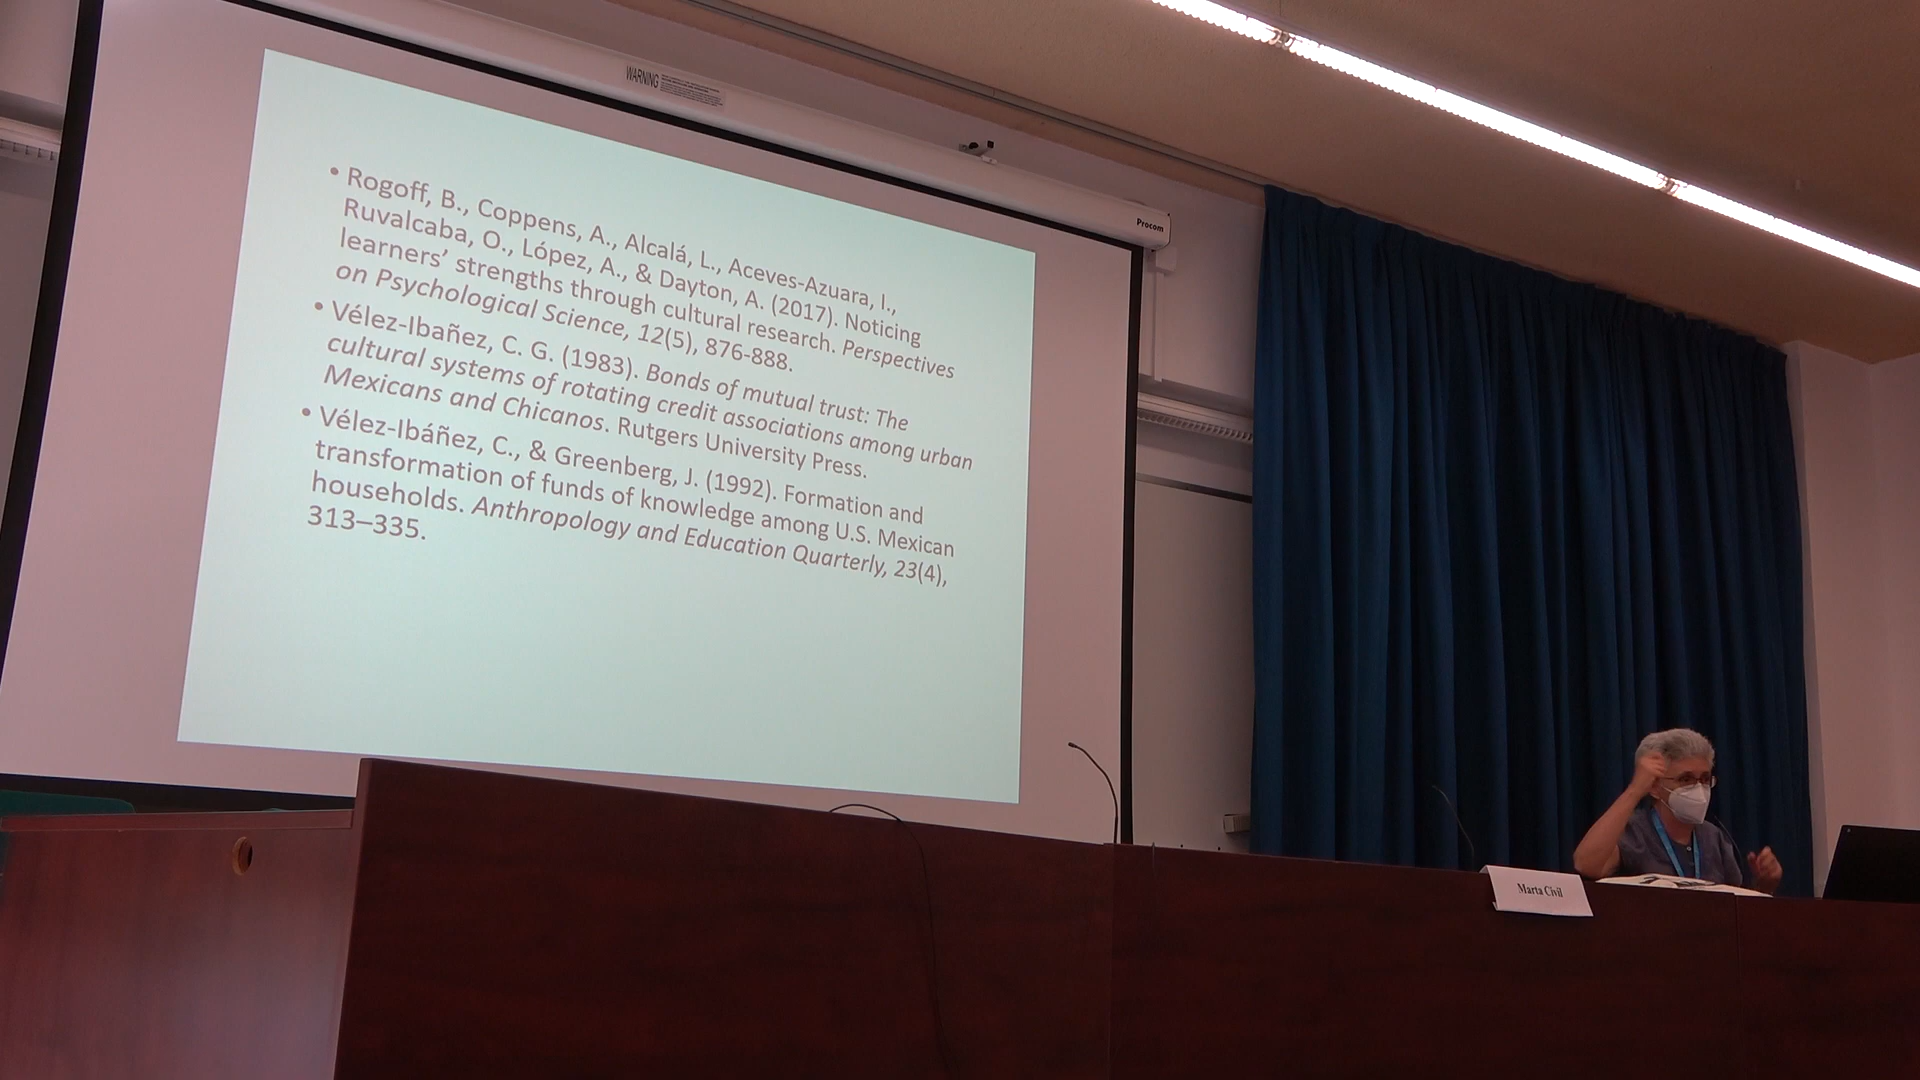 WARNING
Procom
• Rogoff, B., Coppens, A., Alcalá, L., Aceves-Azuara, I.,
Ruvalcaba, O., López, A., & Dayton, A. (2017). Noticing
learners’ strengths through cultural research. Perspectives
on Psychological Science, 12(5), 876-888.
• Vélez-Ibañez, C. G. (1983). Bonds of mutual trust: The
cultural systems of rotating credit associations among urban
Mexicans and Chicanos. Rutgers University Press.
• Vélez-Ibáñez, C., & Greenberg, J. (1992). Formation and
transformation of funds of knowledge among U.S. Mexican
households. Anthropology and Education Quarterly, 23(4),
313–335.
Marta Civil